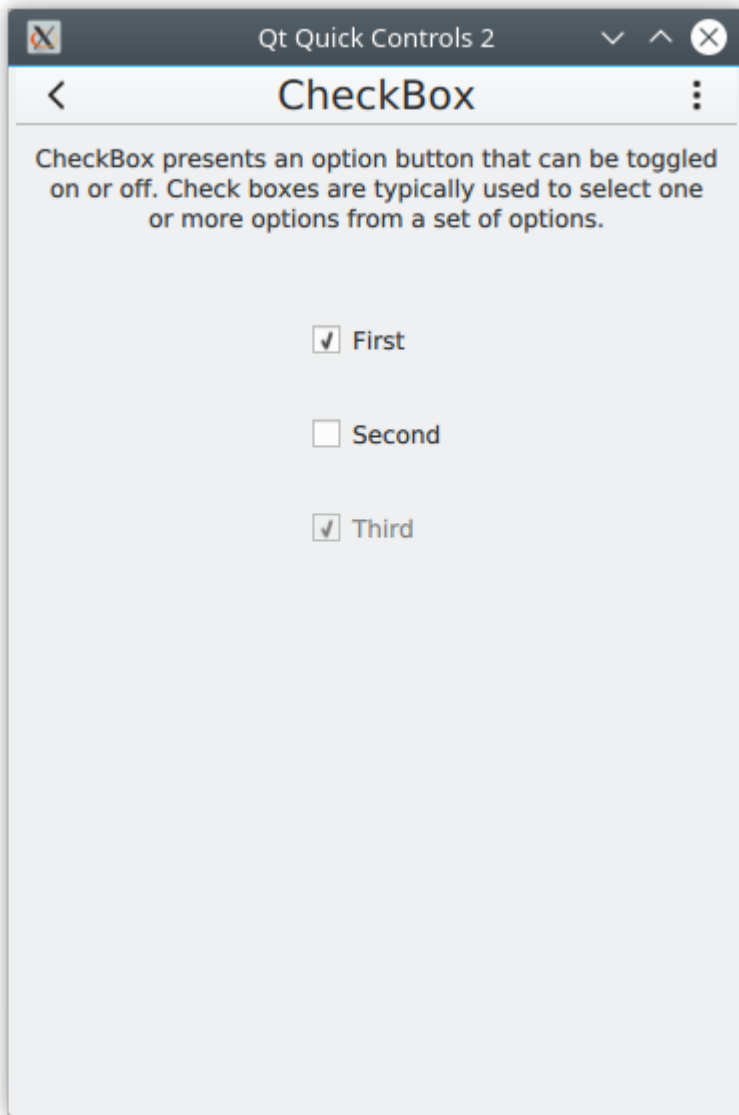 Qt Quick Controls 2
CheckBox
CheckBox presents an option button that can be toggled
on or off. Check boxes are typically used to select one
or more options from a set of options.
First
Second
Third